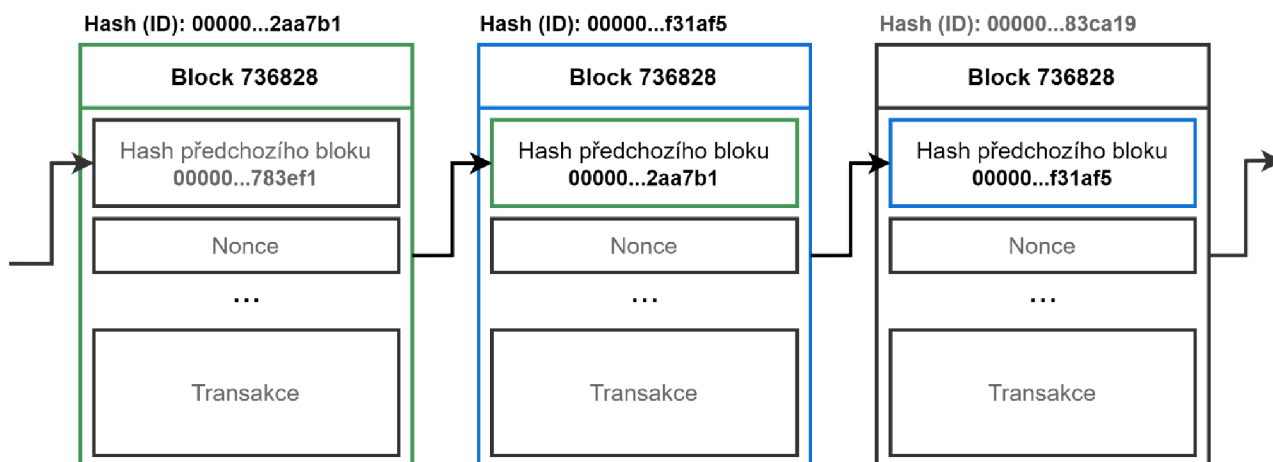 Hash (ID): 00000...2aa7b1
Block 736828
Hash předchozího bloku
00000...783ef1
Nonce
...
Transakce
Hash (ID): 00000...f31af5
Block 736828
Hash předchozího bloku
00000...2aa7b1
Nonce
...
Transakce
Hash (ID): 00000...83ca19
Block 736828
Hash předchozího bloku
00000...f31af5
Nonce
...
Transakce